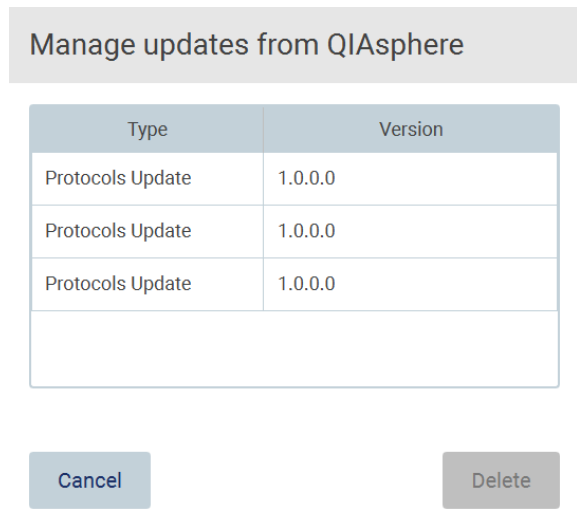 Manage updates from QIAsphere
Type Version
Protocols Update 1.0.0.0
Protocols Update 1.0.0.0
Protocols Update 1.0.0.0
Cancel Delete